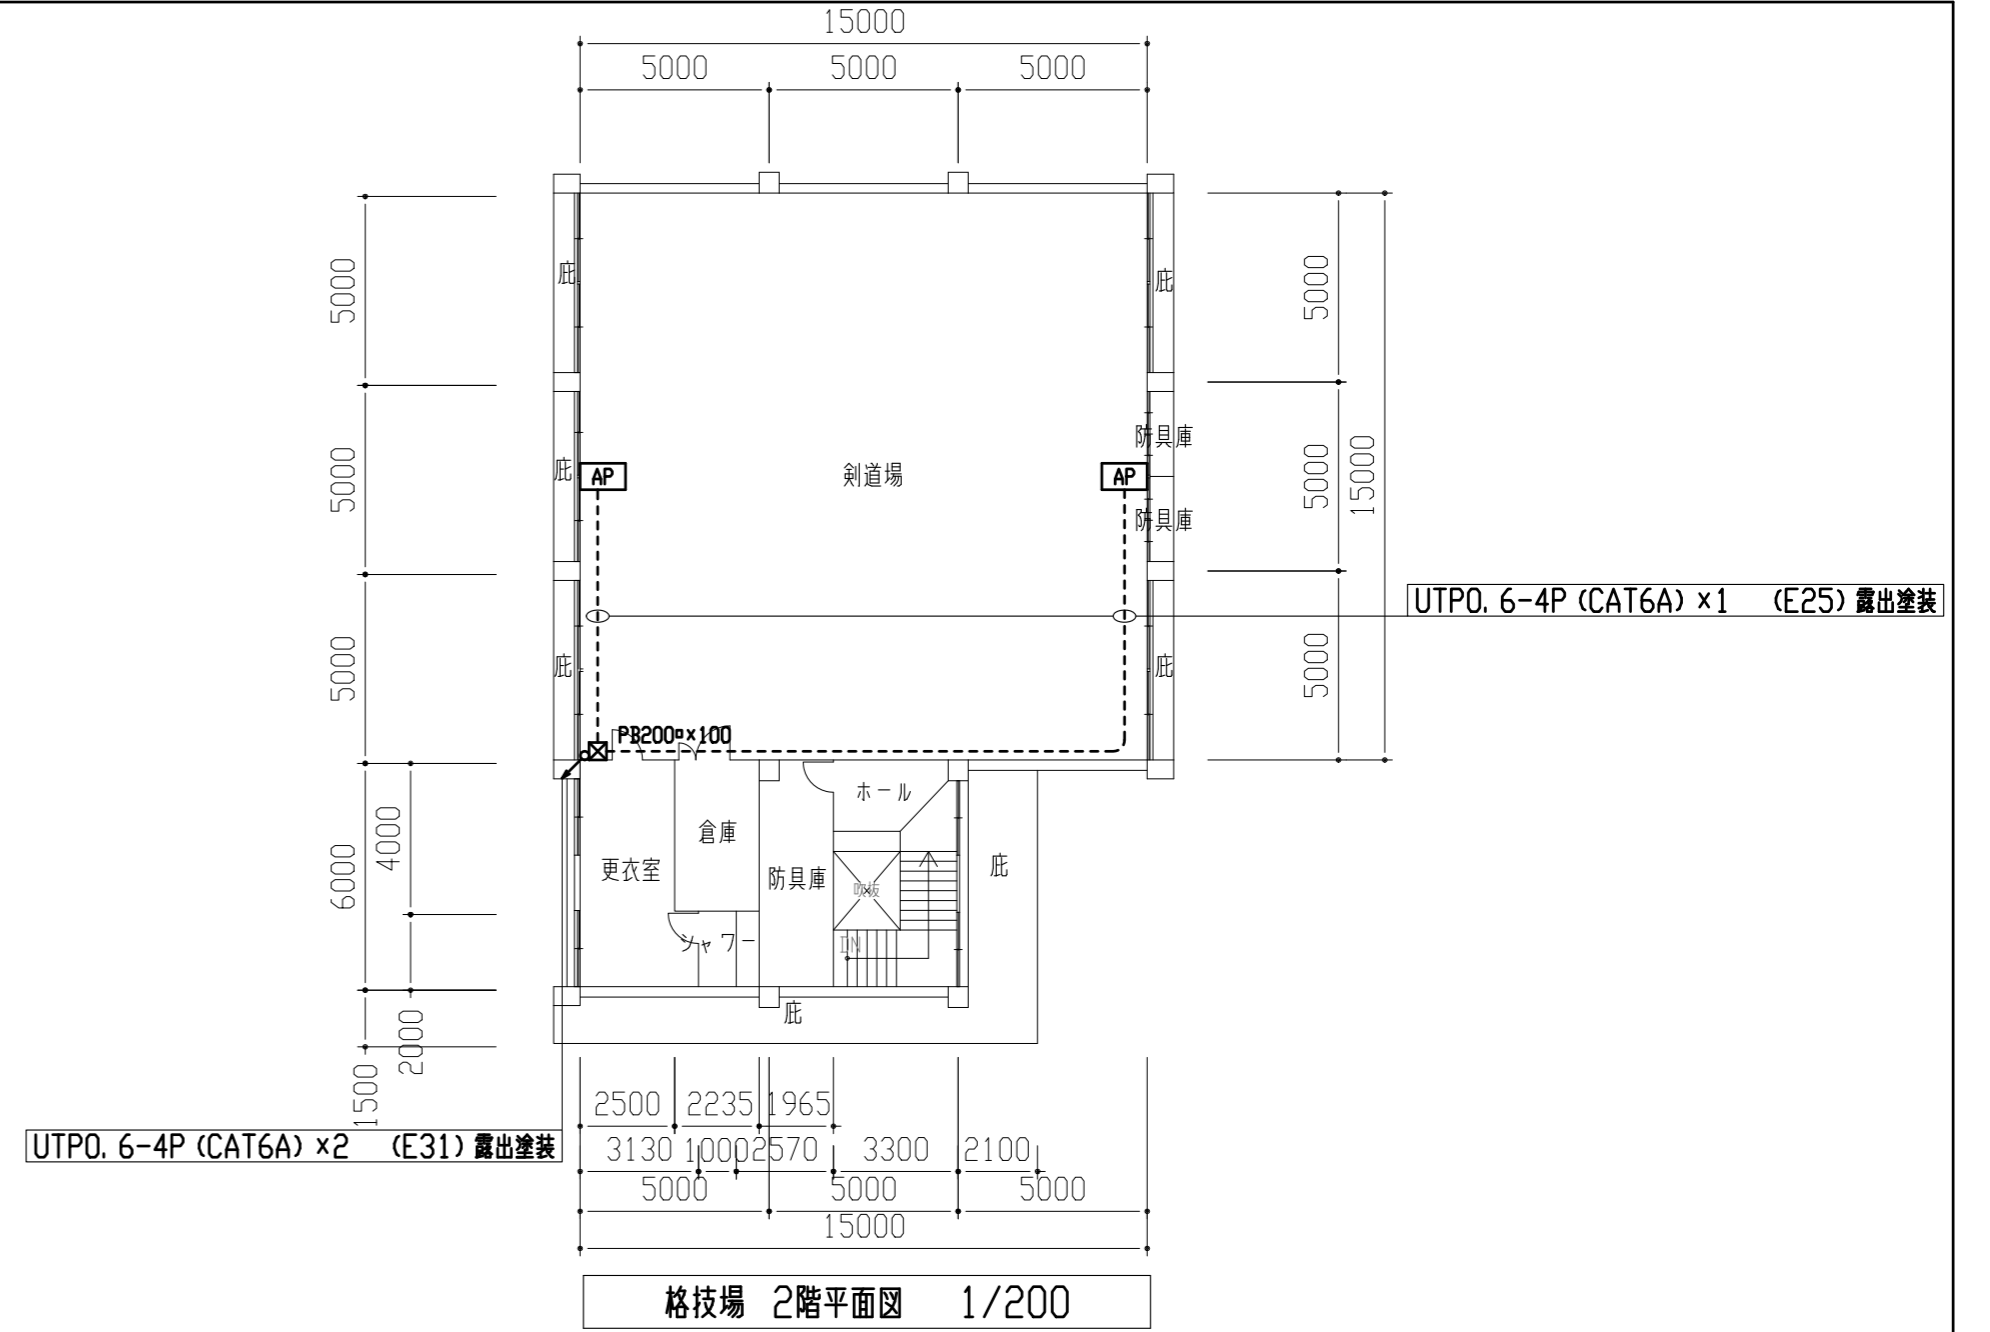 15000
5000 5000 5000
庇 庇
5000 5000
防具庫
庇 AP 剣道場 AP
5000 5000 15000
防具庫
UTP0. 6-4P (CAT6A) ×1 (E25) 露出塗装
庇 庇
5000 5000
PB200□×100
ホール
4000 倉庫
6000 更衣室 防具庫 吹抜 庇
シャワー DN
庇
2000
1500
2500 2235 1965
UTP0. 6-4P (CAT6A) ×2 (E31) 露出塗装
3130 1000 2570 3300 2100
5000 5000 5000
15000
格技場 2階平面図 1/200